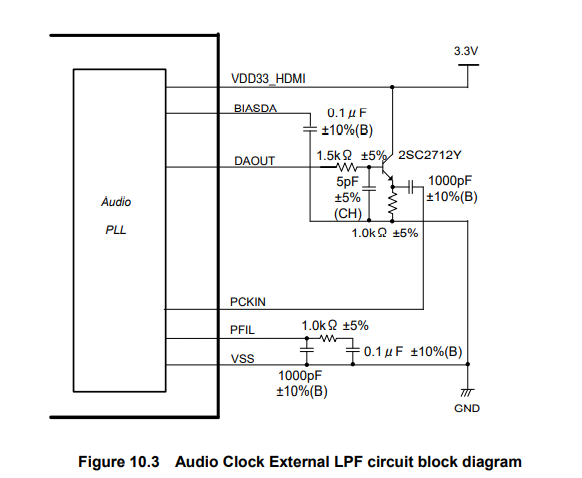 3.3V
VDD33_HDMI
BIASDA
0.1μF
±10%(B)
DAOUT
1.5kΩ ±5%
2SC2712Y
5pF
±5%
(CH)
1000pF
±10%(B)
1.0kΩ ±5%
Audio
PLL
PCKIN
PFIL
1.0kΩ ±5%
0.1μF ±10%(B)
VSS
1000pF
±10%(B)
GND
Figure 10.3 Audio Clock External LPF circuit block diagram